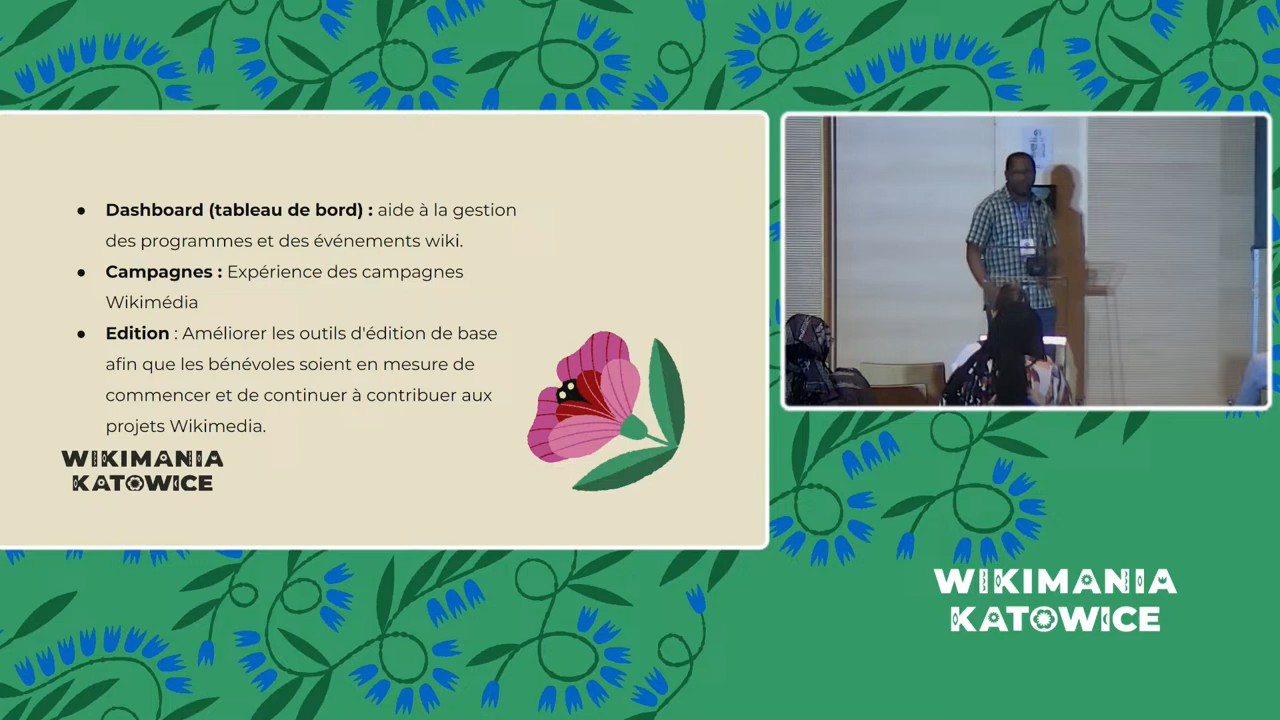 Dashboard (tableau de bord) : aide à la gestion
des programmes et des événements wiki.
Campagnes : Expérience des campagnes
Wikimédia
Edition : Améliorer les outils d'édition de base
afin que les bénévoles soient en mesure de
commencer et de continuer à contribuer aux
projets Wikimedia.
WIKIMANIA
KATOWICE
WIKIMANIA
KATOWICE